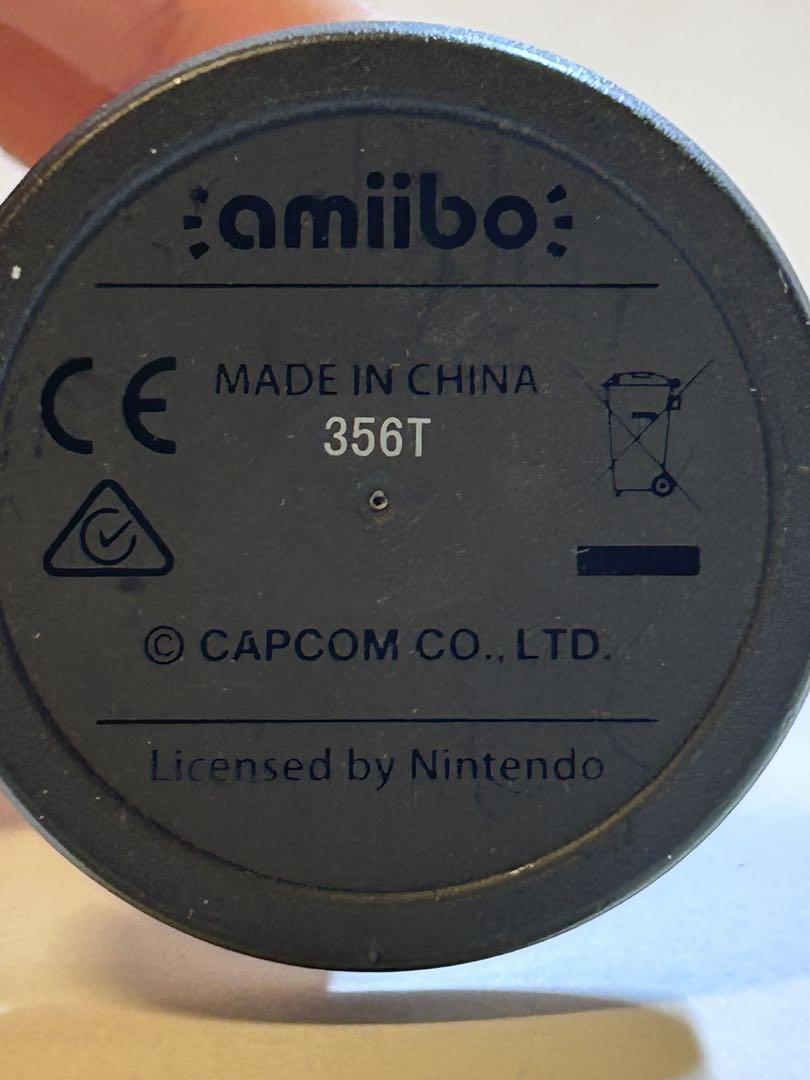 amiibo
CE
MADE IN CHINA
356T
© CAPCOM CO., LTD.
Licensed by Nintendo